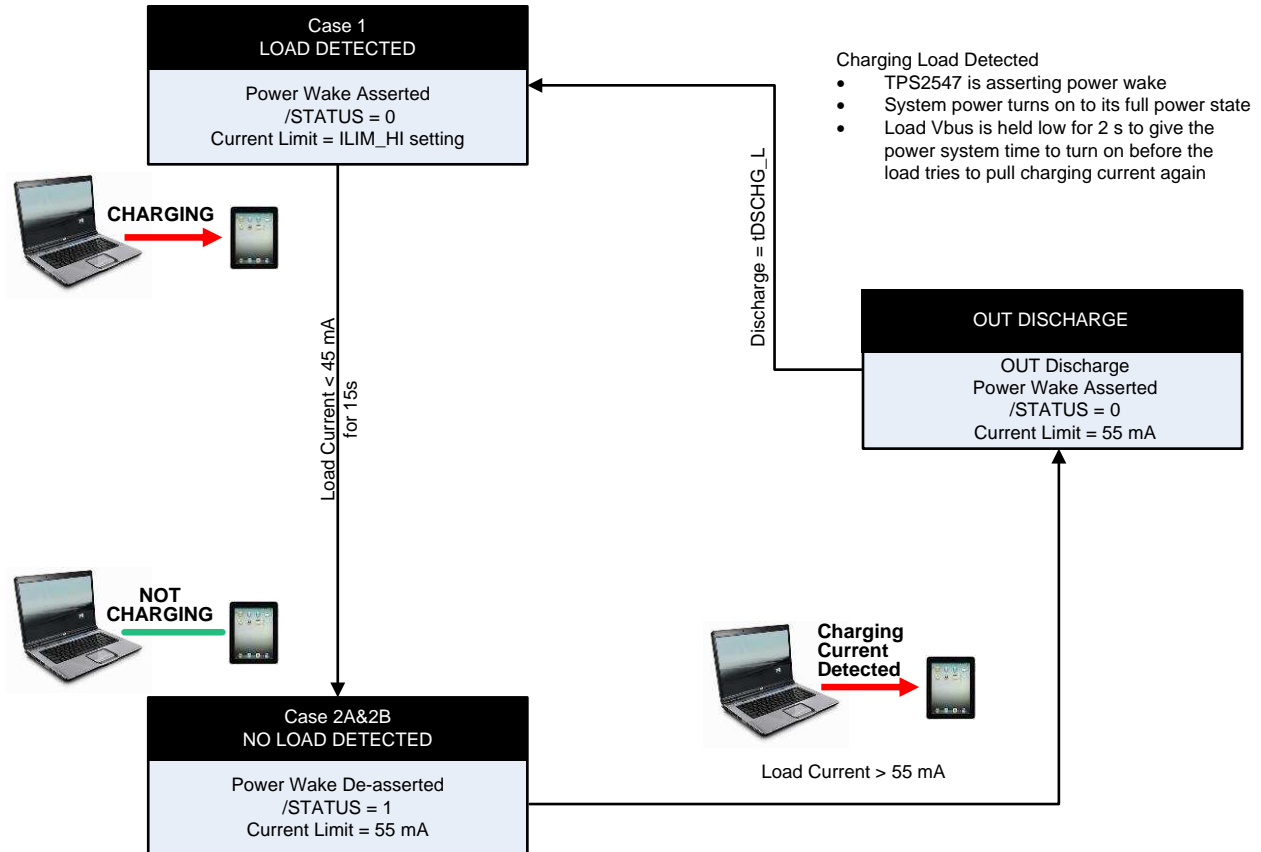 Case 1
LOAD DETECTED
Power Wake Asserted
/STATUS = 0
Current Limit = ILIM_HI setting
Charging Load Detected
• TPS2547 is asserting power wake
• System power turns on to its full power state
• Load Vbus is held low for 2 s to give the
power system time to turn on before the
load tries to pull charging current again
CHARGING
Discharge = tDSCHG_L
OUT DISCHARGE
OUT Discharge
Power Wake Asserted
/STATUS = 0
Current Limit = 55 mA
Load Current < 45 mA
for 15s
NOT
CHARGING
Charging
Current
Detected
Load Current > 55 mA
Case 2A&2B
NO LOAD DETECTED
Power Wake De-asserted
/STATUS = 1
Current Limit = 55 mA